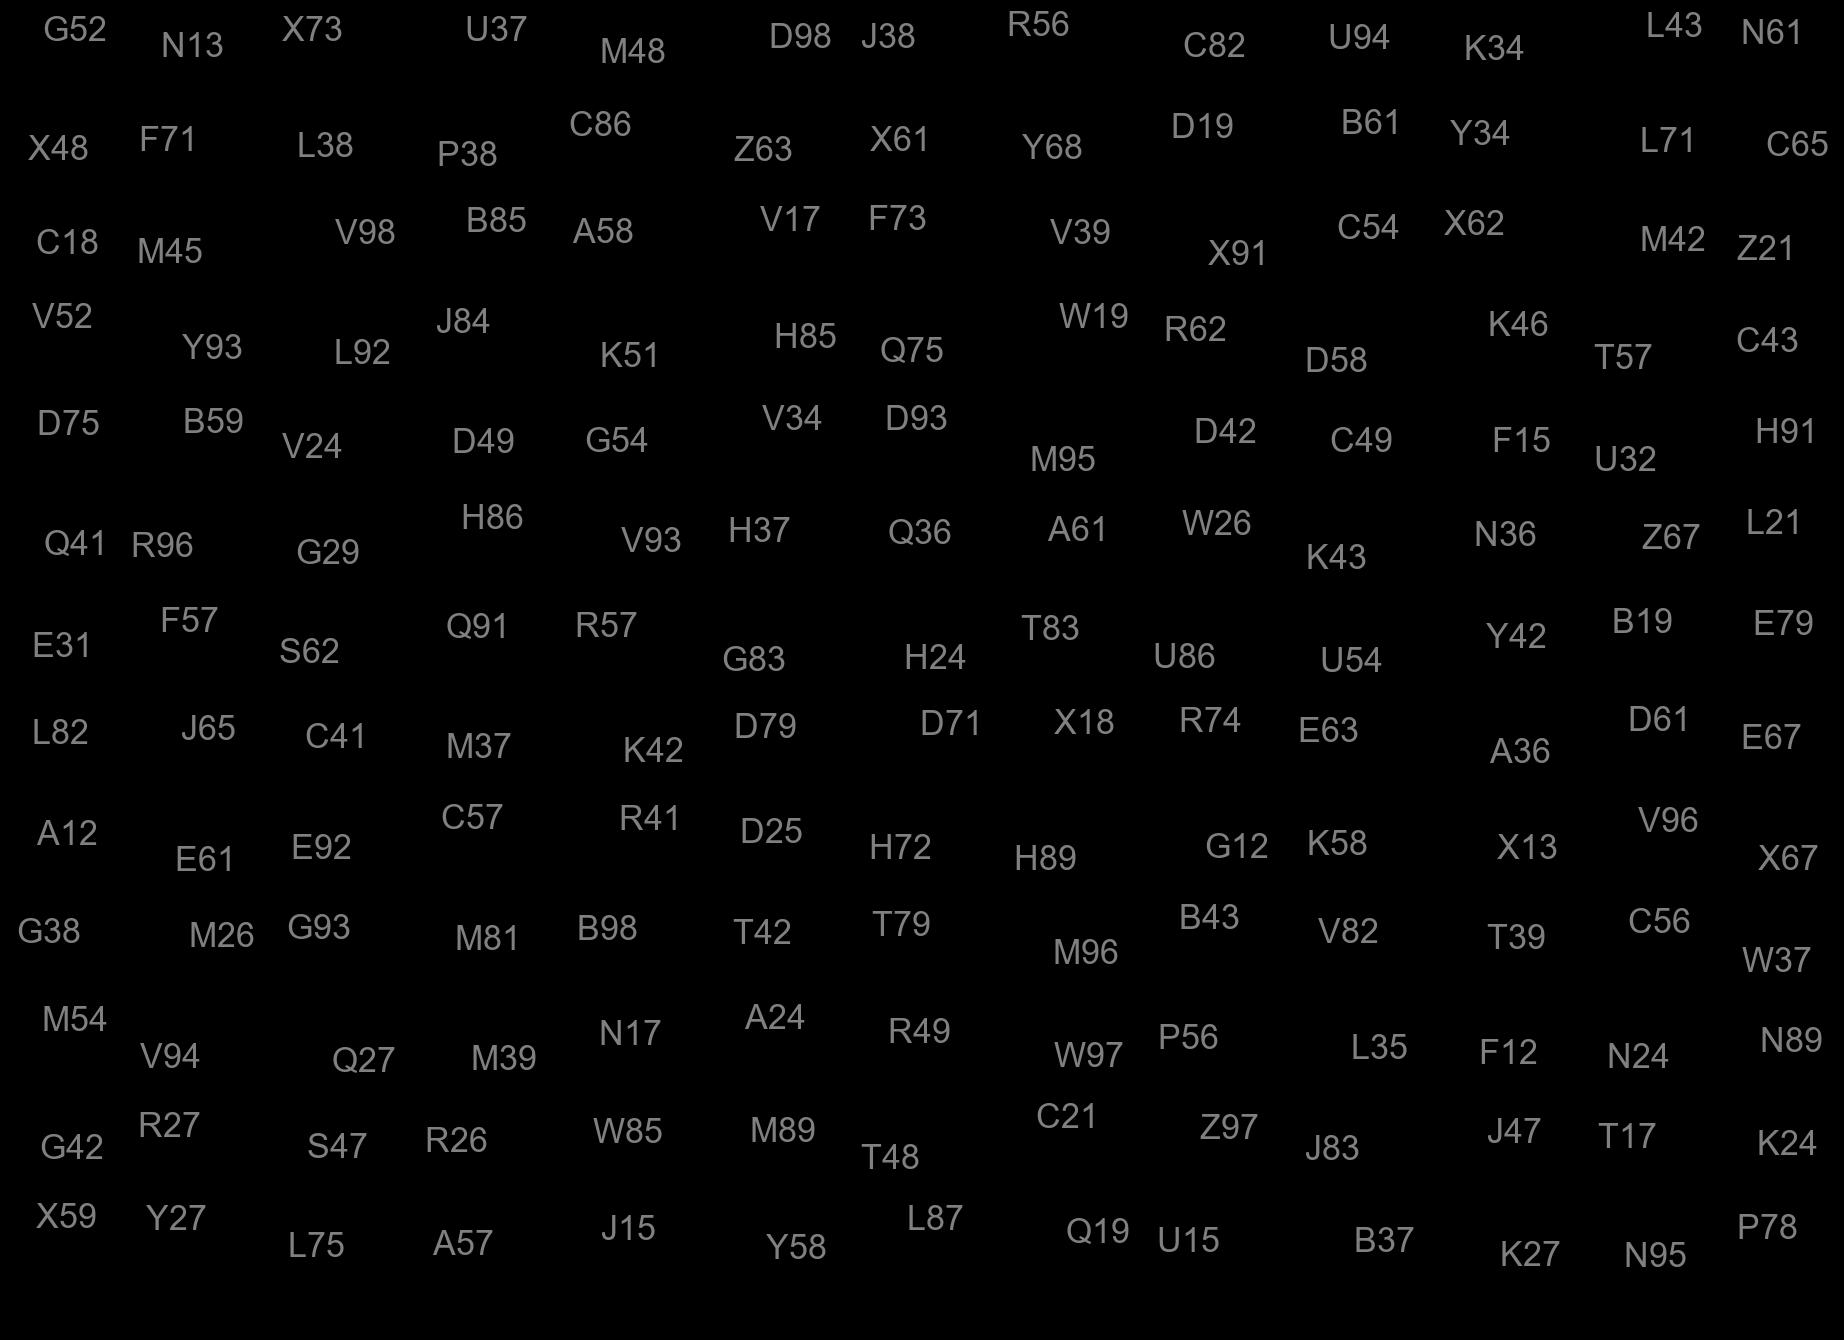 G52 N13 X73 U37 M48 D98 J38 R56 C82 U94 K34 L43 N61
X48 F71 L38 P38 C86 Z63 X61 Y68 D19 B61 Y34 L71 C65
C18 M45 V98 B85 A58 V17 F73 V39 X91 C54 X62 M42 Z21
V52 Y93 L92 J84 K51 H85 Q75 W19 R62 D58 K46 T57 C43
D75 B59 V24 D49 G54 V34 D93 M95 D42 C49 F15 U32 H91
Q41 R96 G29 H86 V93 H37 Q36 A61 W26 K43 N36 Z67 L21
E31 F57 S62 Q91 R57 G83 H24 T83 U86 U54 Y42 B19 E79
L82 J65 C41 M37 K42 D79 D71 X18 R74 E63 A36 D61 E67
A12 E61 E92 C57 R41 D25 H72 H89 G12 K58 X13 V96 X67
G38 M26 G93 M81 B98 T42 T79 M96 B43 V82 T39 C56 W37
M54 V94 Q27 M39 N17 A24 R49 W97 P56 L35 F12 N24 N89
G42 R27 S47 R26 W85 M89 T48 C21 Z97 J83 J47 T17 K24
X59 Y27 L75 A57 J15 Y58 L87 Q19 U15 B37 K27 N95 P78